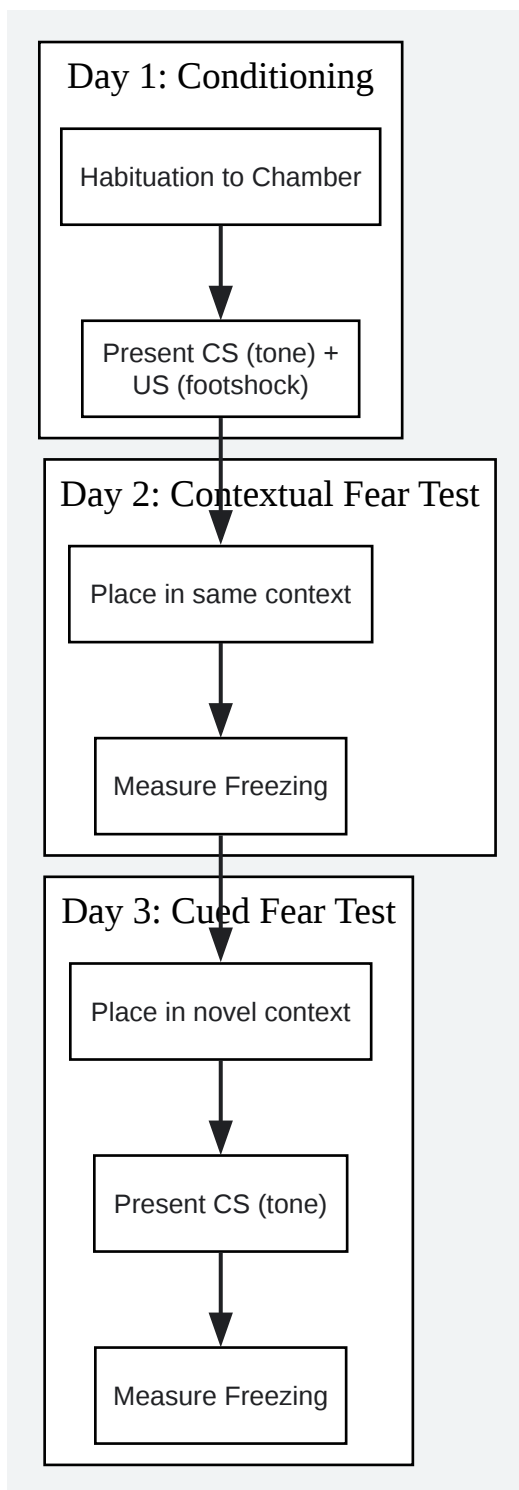 Day 1: Conditioning
Habituation to Chamber
Present CS (tone) +
US (footshock)
Day 2: Contextual Fear Test
Place in same context
Measure Freezing
Day 3: Cued Fear Test
Place in novel context
Present CS (tone)
Measure Freezing